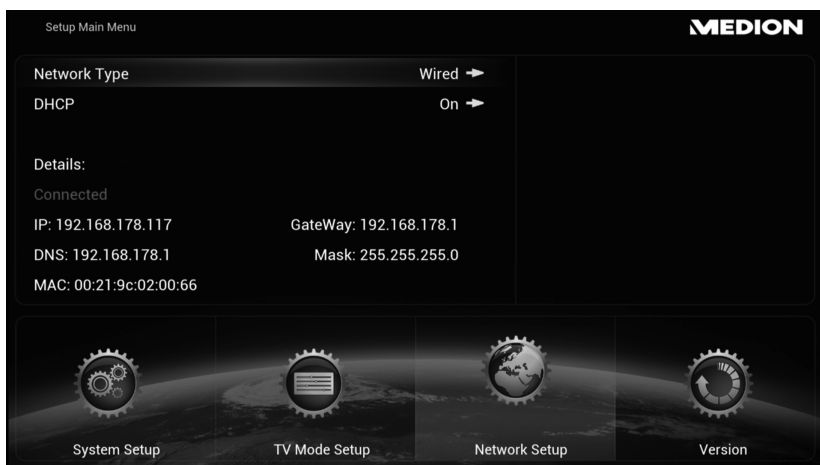 Setup Main Menu
MEDION
Network Type Wired
DHCP On
Details:
Connected
IP: 192.168.178.117 GateWay: 192.168.178.1
DNS: 192.168.178.1 Mask: 255.255.255.0
MAC: 00:21:9c:02:00:66
System Setup TV Mode Setup Network Setup Version